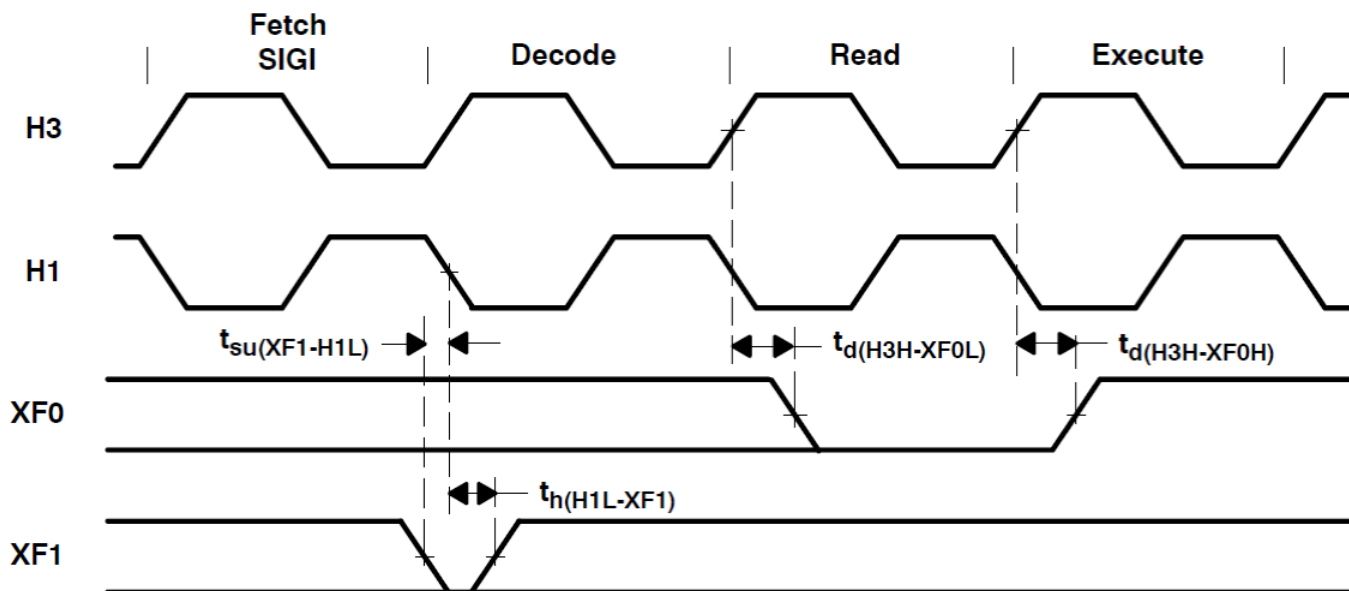 Fetch
SIGI
Decode
Read
Execute
H3
H1
tsu(XF1-H1L)
td(H3H-XF0L)
td(H3H-XF0H)
XF0
th(H1L-XF1)
XF1